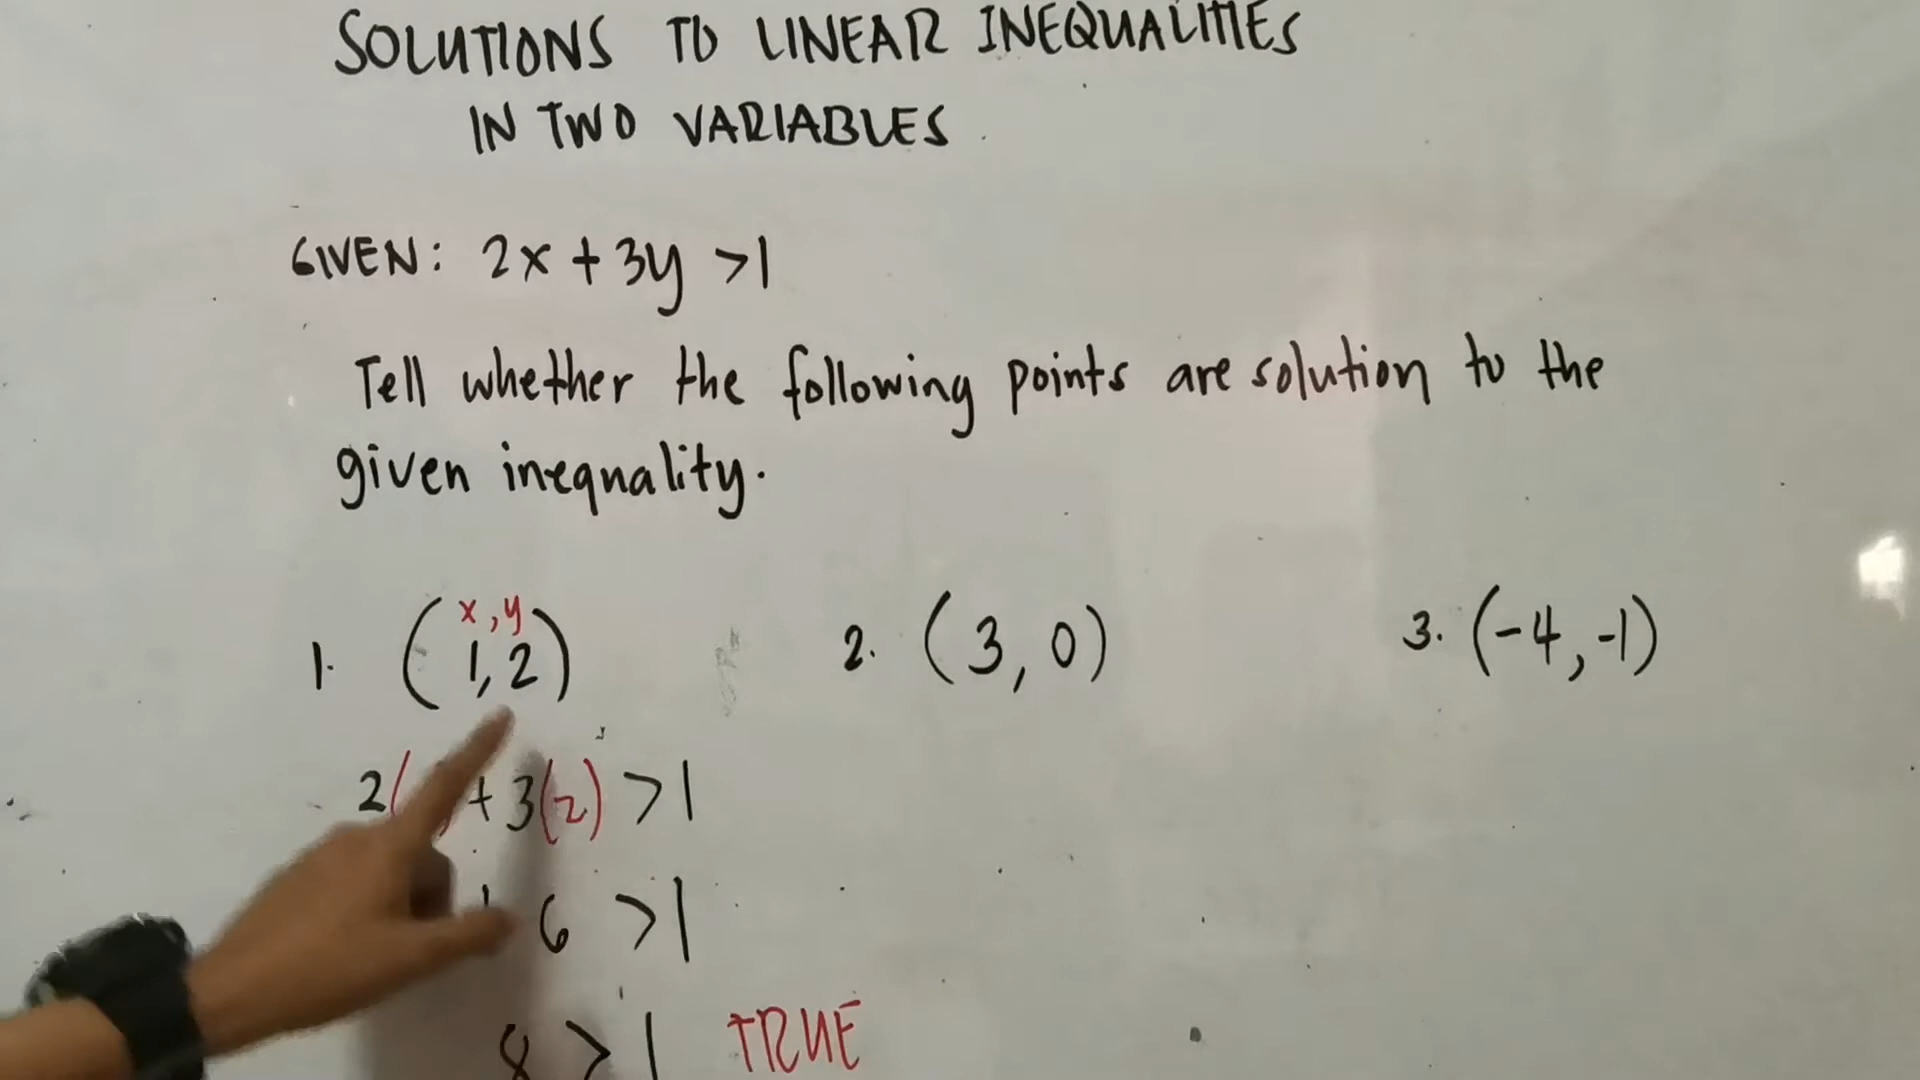 SOLUTIONS TO LINEAR INEQUALITIES
IN TWO VARIABLES
GIVEN: 2x + 3y > 1
Tell whether the following points are solution to the
given inequality.
x, y
1. (1, 2) 2. (3, 0) 3. (-4, -1)
2( + 3(2) > 1
6 > 1
8 > 1 TRUE